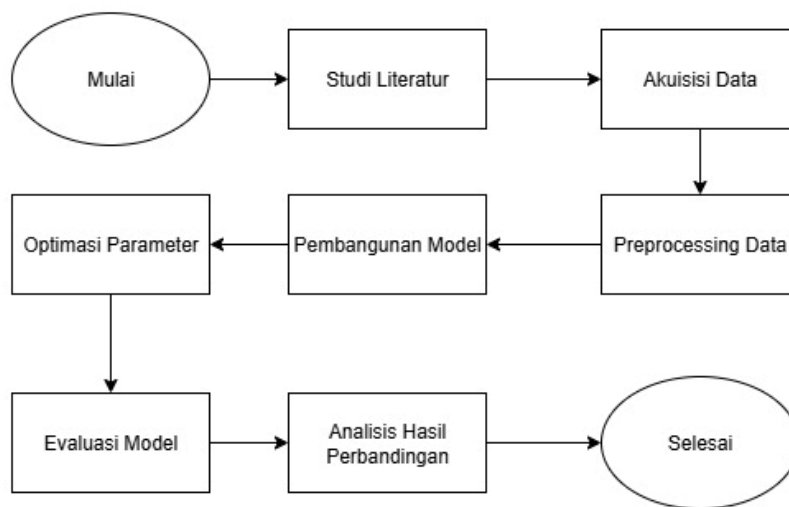 Mulai
Studi Literatur
Akuisisi Data
Preprocessing Data
Pembangunan Model
Optimasi Parameter
Evaluasi Model
Analisis Hasil
Perbandingan
Selesai